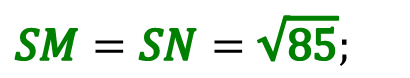 SM = SN = √85;